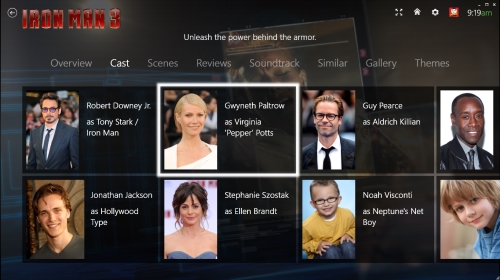 IRON MAN 3
9:19am
Unleash the power behind the armor.
Overview Cast Scenes Reviews Soundtrack Similar Gallery Themes
Robert Downey Jr.
as Tony Stark /
Iron Man
Gwyneth Paltrow
as Virginia
'Pepper' Potts
Guy Pearce
as Aldrich Killian
Jonathan Jackson
as Hollywood
Type
Stephanie Szostak
as Ellen Brandt
Noah Visconti
as Neptune's Net
Boy